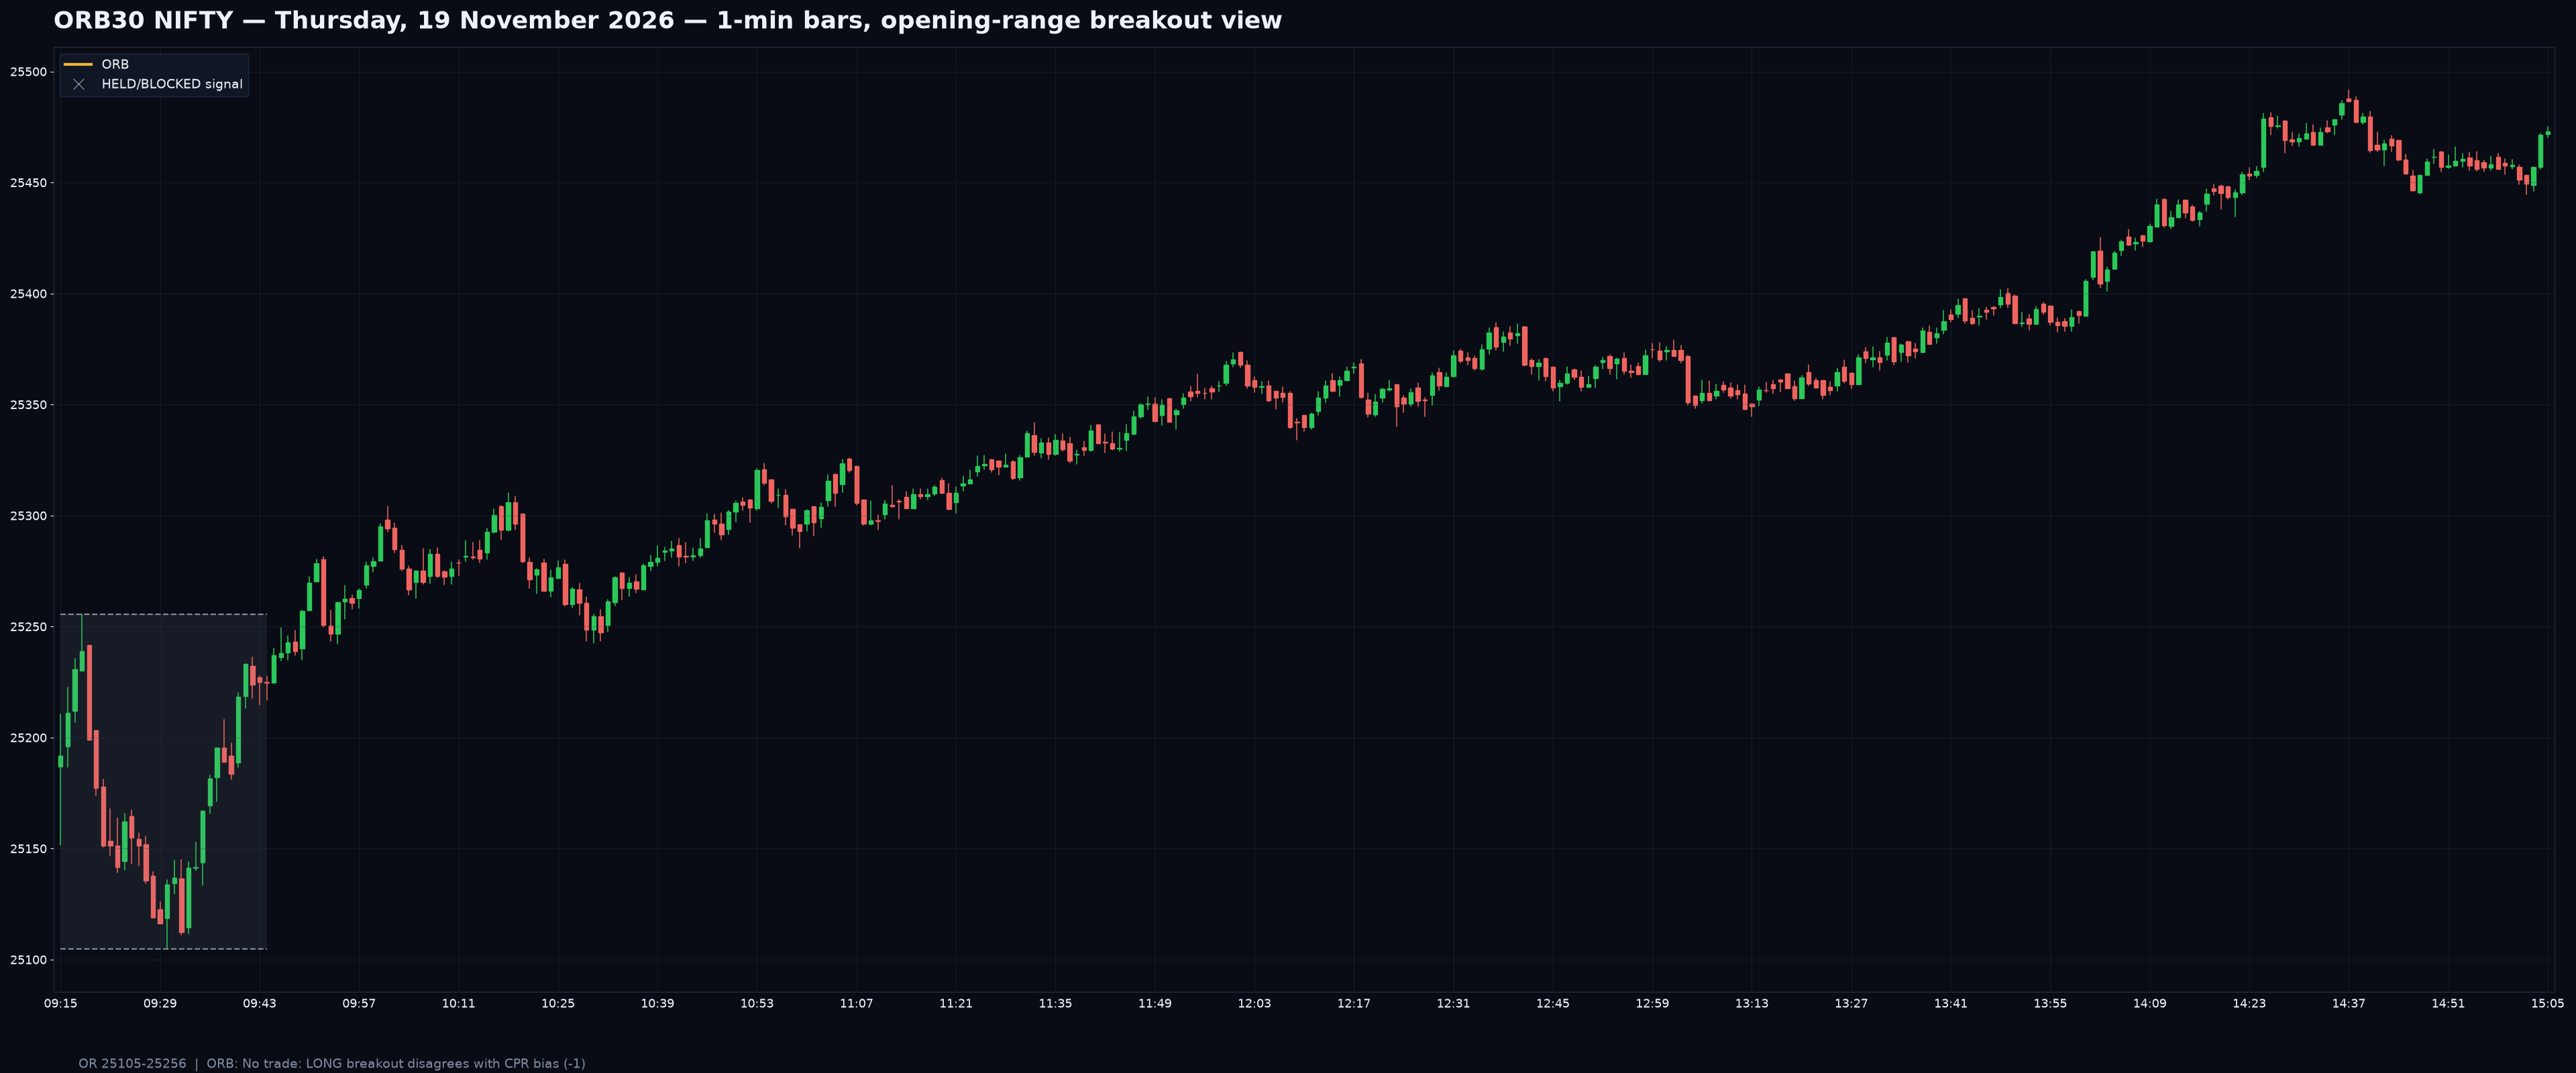 ORB30 NIFTY — Thursday, 19 November 2026 — 1-min bars, opening-range breakout view
ORB
HELD/BLOCKED signal
25500
25450
25400
25350
25300
25250
25200
25150
25100
09:15 09:29 09:43 09:57 10:11 10:25 10:39 10:53 11:07 11:21 11:35 11:49 12:03 12:17 12:31 12:45 12:59 13:13 13:27 13:41 13:55 14:09 14:23 14:37 14:51 15:05
OR 25105-25256 | ORB: No trade: LONG breakout disagrees with CPR bias (-1)